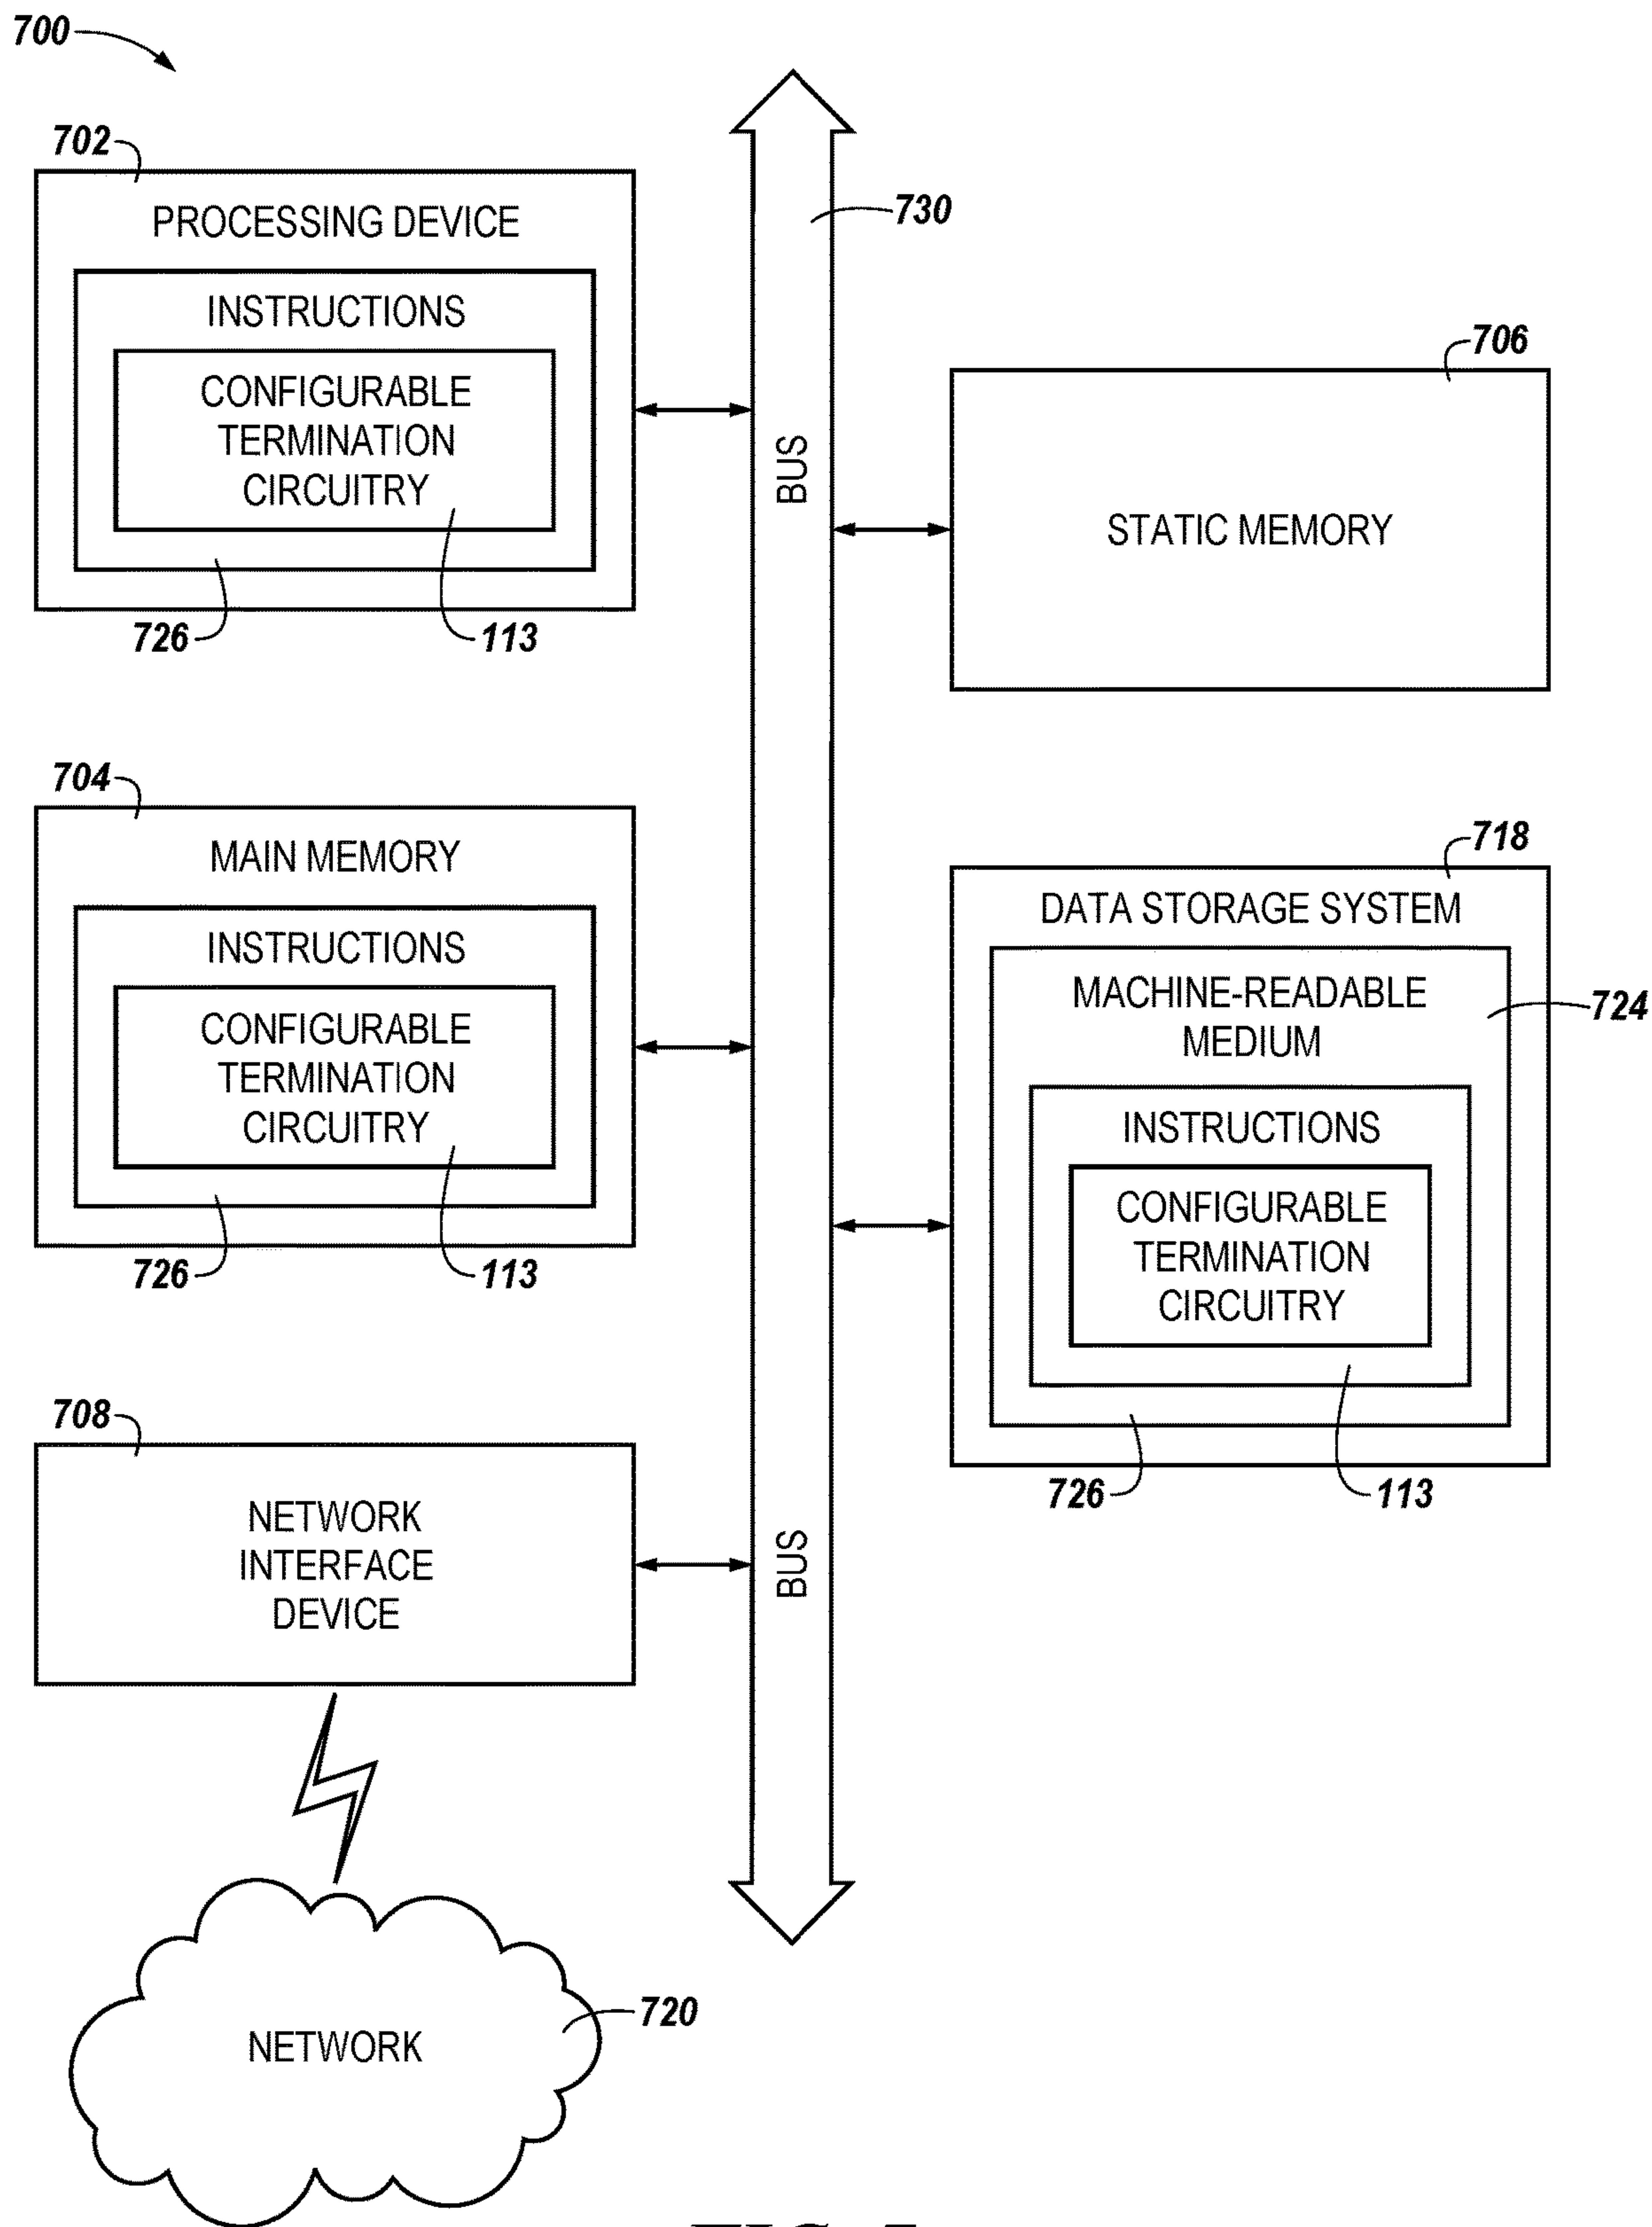 700
702
PROCESSING DEVICE
INSTRUCTIONS
CONFIGURABLE
TERMINATION
CIRCUITRY
726
113
704
MAIN MEMORY
INSTRUCTIONS
CONFIGURABLE
TERMINATION
CIRCUITRY
726
113
708
NETWORK
INTERFACE
DEVICE
NETWORK
720
730
BUS
BUS
706
STATIC MEMORY
718
DATA STORAGE SYSTEM
MACHINE-READABLE
MEDIUM
724
INSTRUCTIONS
CONFIGURABLE
TERMINATION
CIRCUITRY
726
113